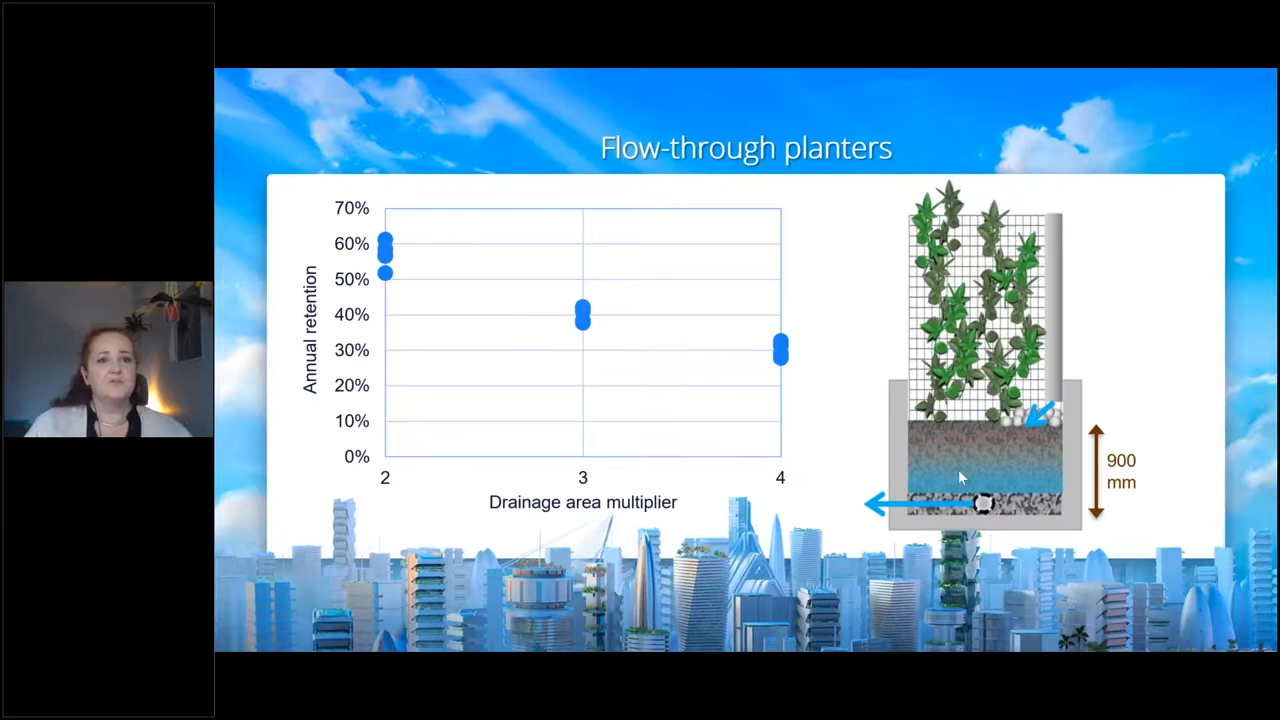 Flow-through planters
70%
60%
50%
40%
30%
20%
10%
0%
Annual retention
2 3 4
Drainage area multiplier
900
mm